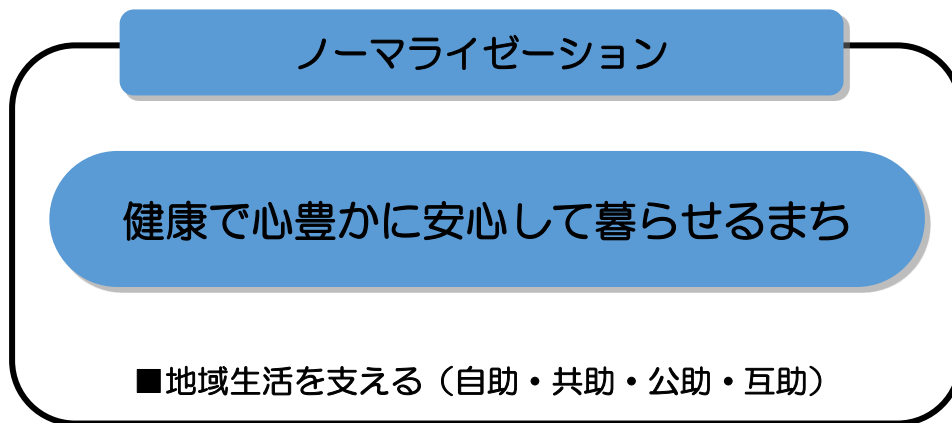 ノーマライゼーション
健康で心豊かに安心して暮らせるまち
■地域生活を支える（自助・共助・公助・互助）